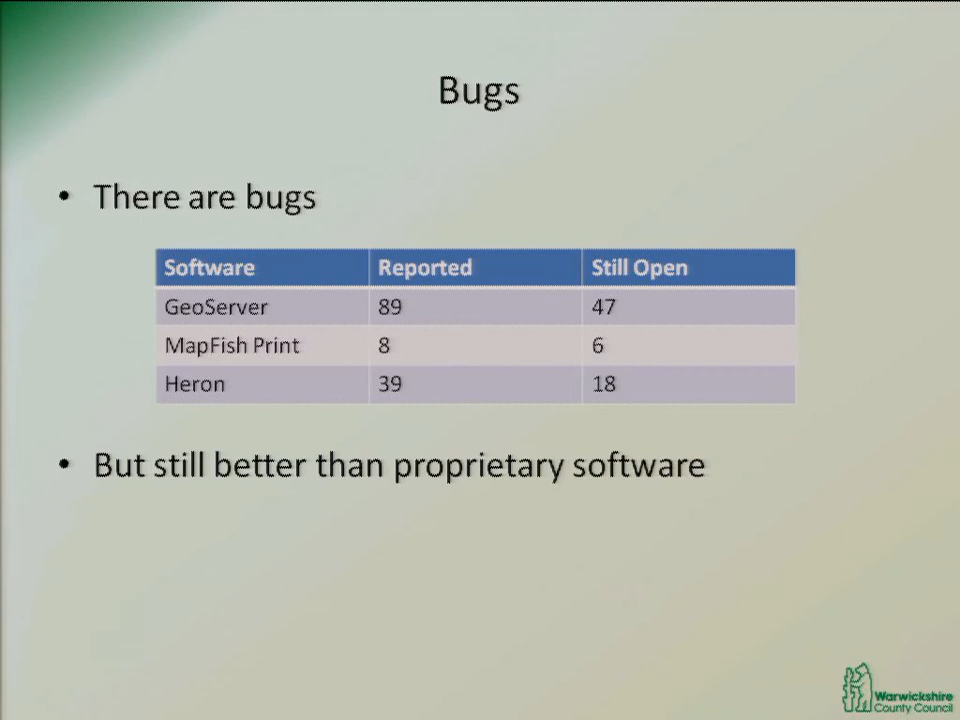 Bugs
• There are bugs
Software Reported Still Open
GeoServer 89 47
MapFish Print 8 6
Heron 39 18
• But still better than proprietary software
Warwickshire
County Council